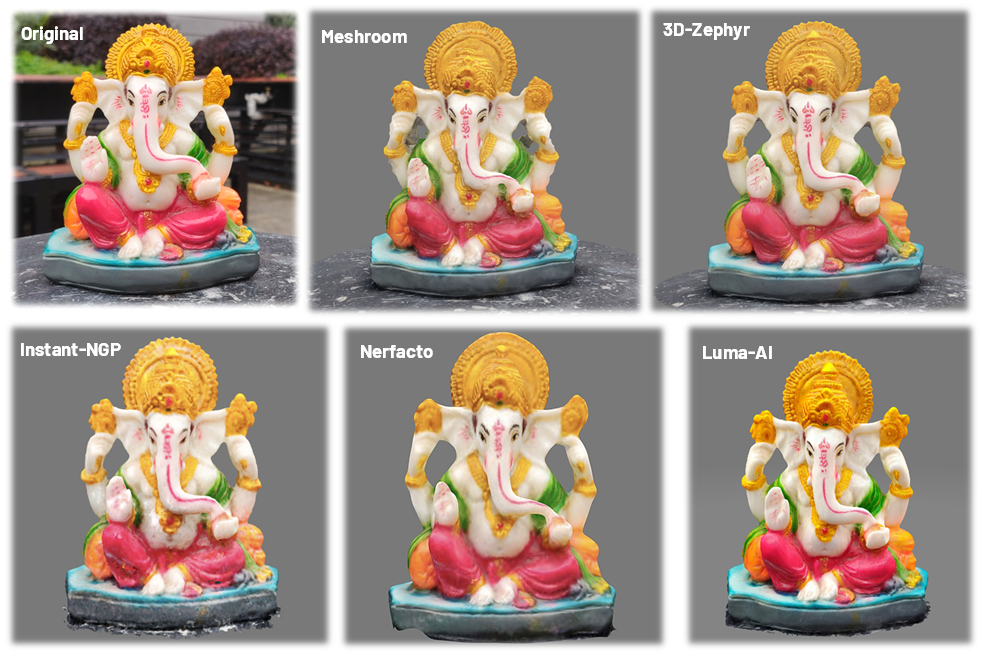 Original
Meshroom
3D-Zephyr
Instant-NGP
Nerfacto
Luma-AI